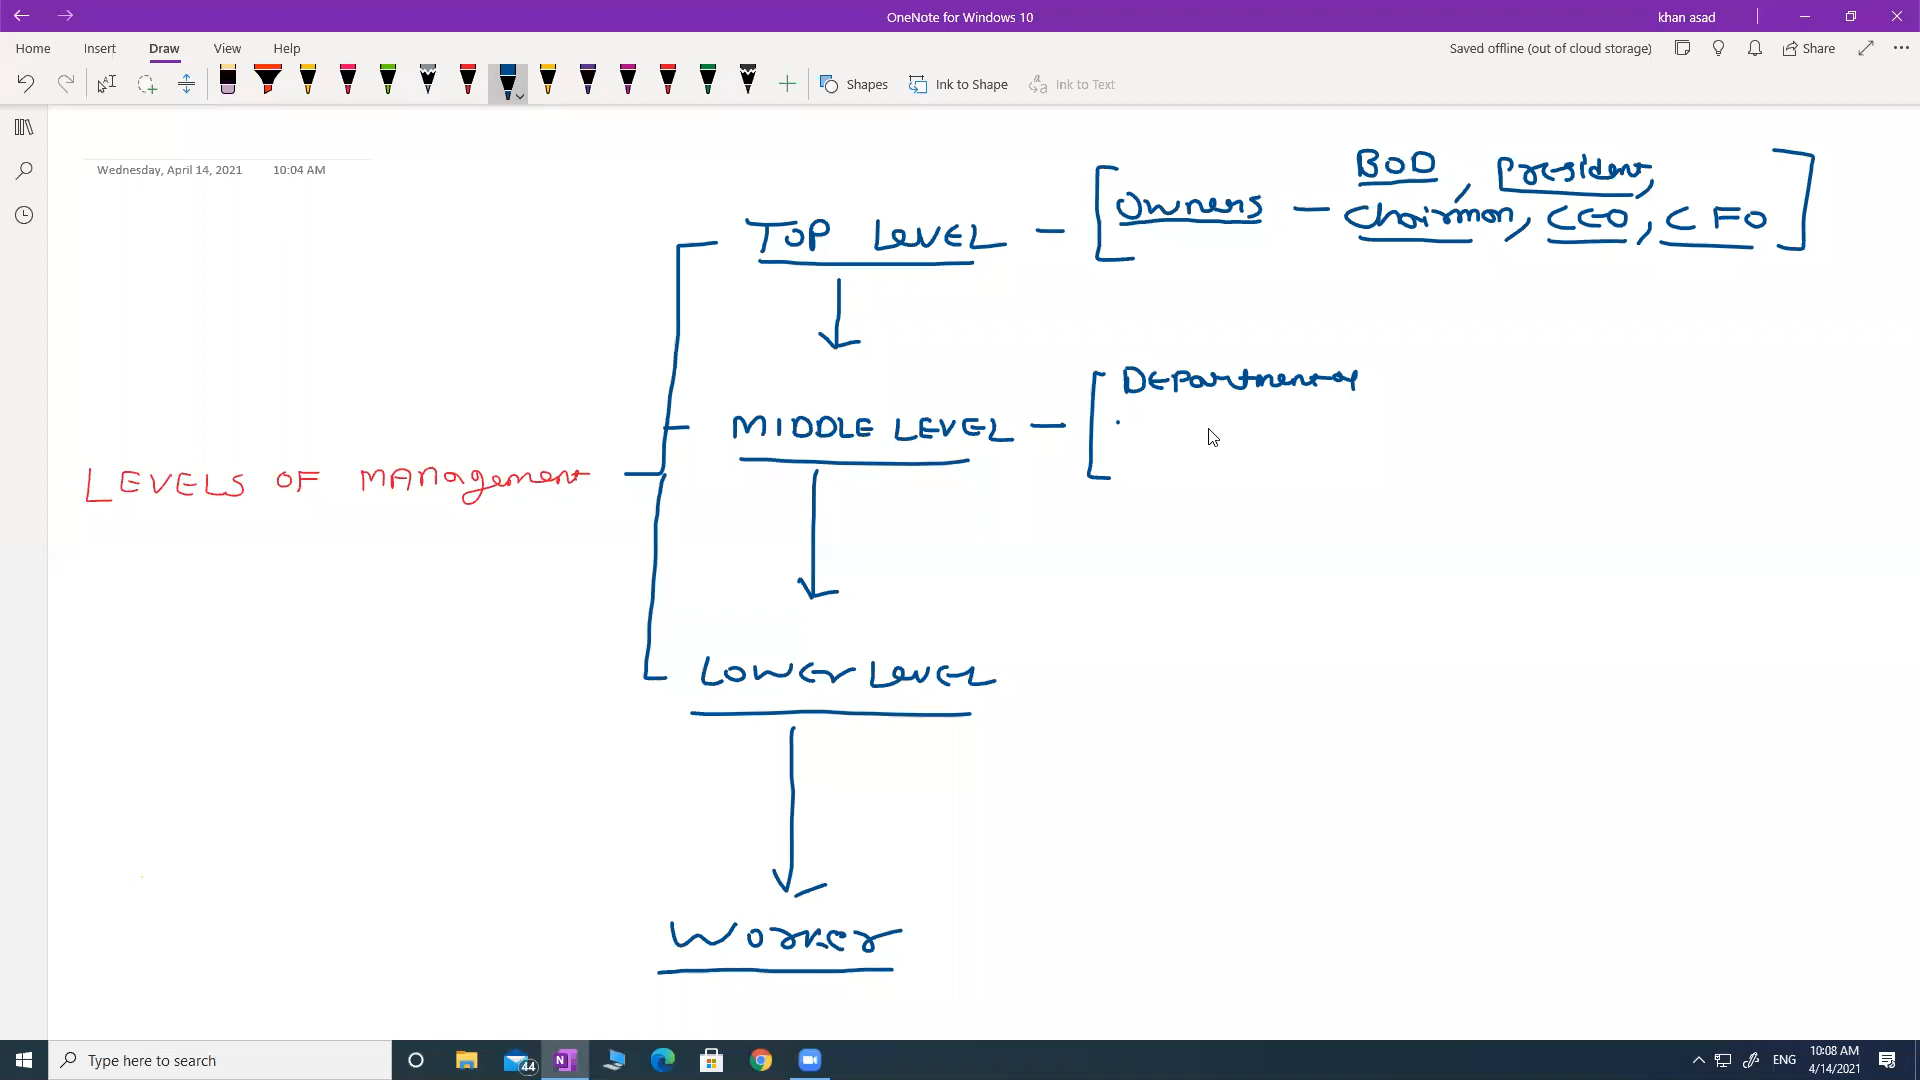 OneNote for Windows 10
khan asad
Home Insert Draw View Help
Saved offline (out of cloud storage)
Share
Shapes
Ink to Shape
Ink to Text
Wednesday, April 14, 2021 10:04 AM
BOD, President,
TOP LEVEL - [Owners - Chairman, CEO, CFO]
MIDDLE LEVEL - [Departmental
LEVELS OF MANagement
LOWER LEVEL
Worker
Type here to search
44
ENG
10:08 AM
4/14/2021